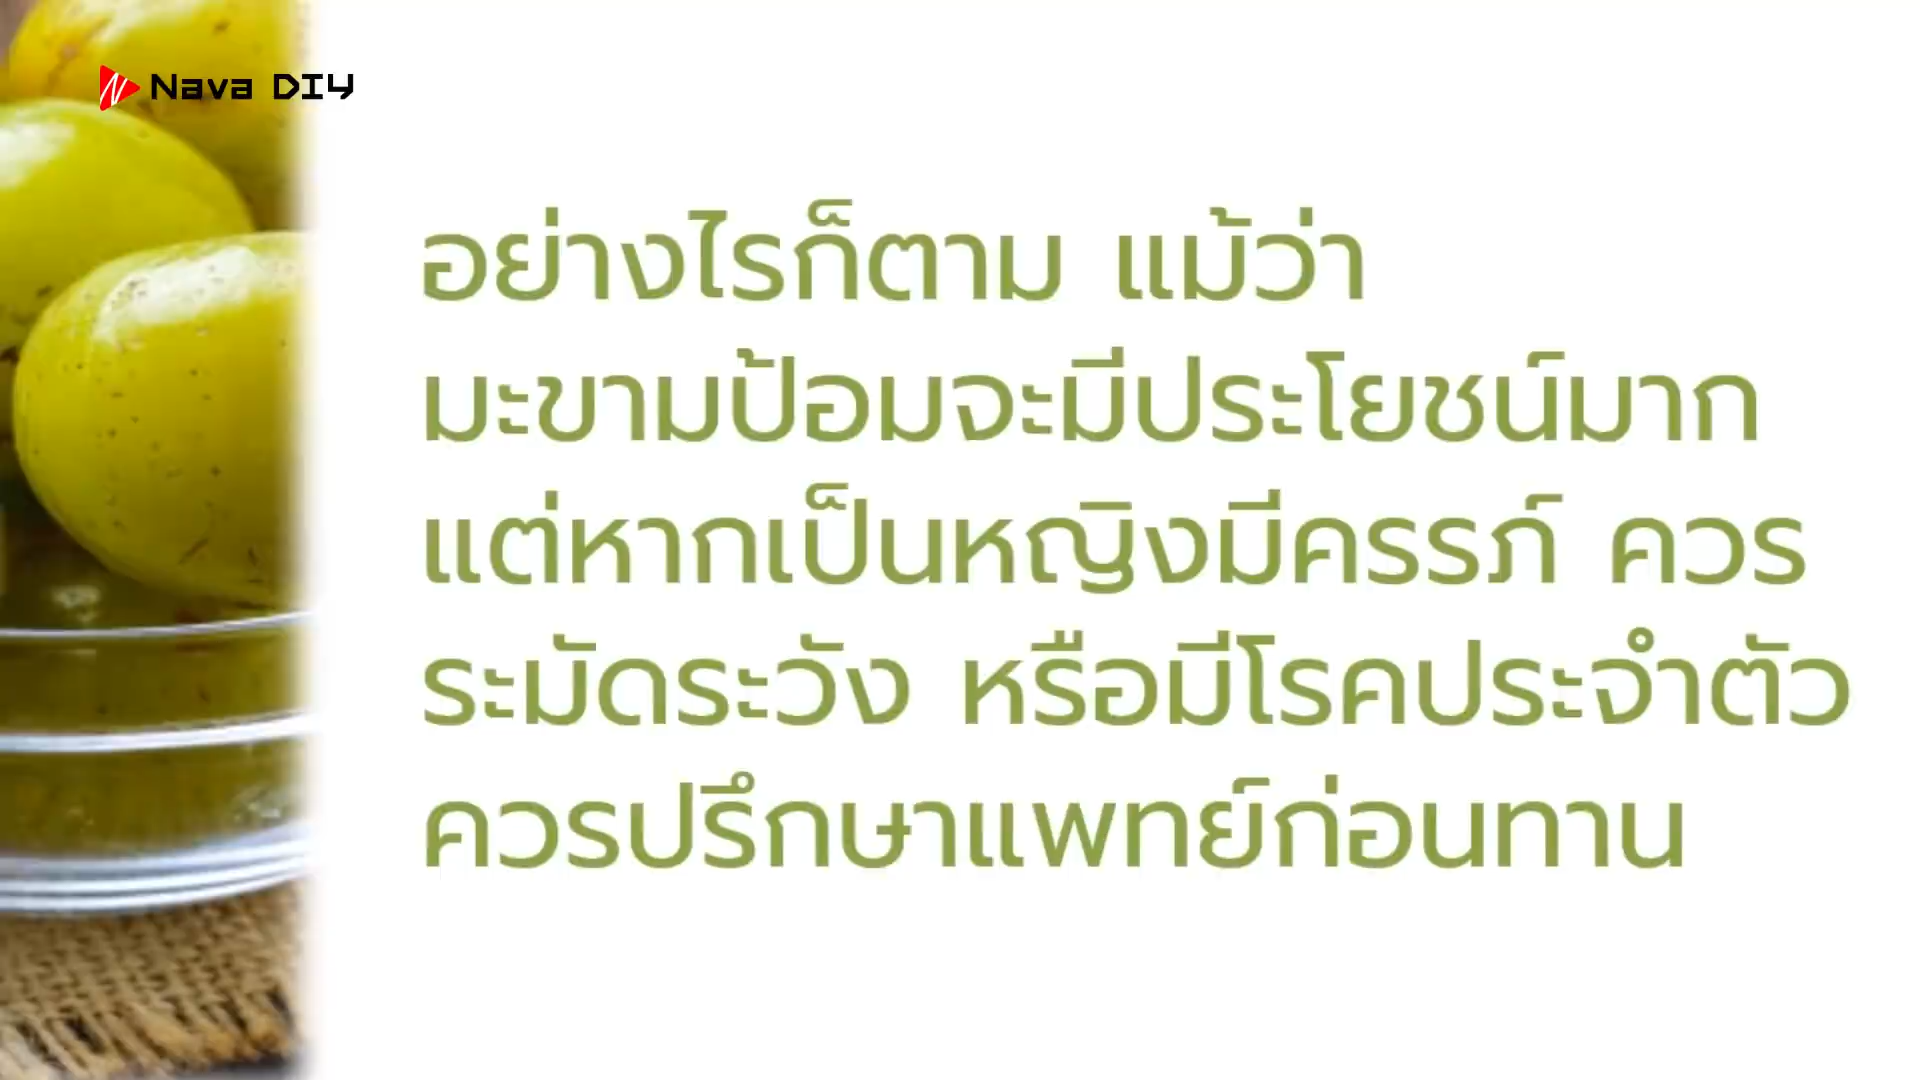 Nava DIY
อย่างไรก็ตาม แม้ว่า
มะขามป้อมจะมีประโยชน์มาก
แต่หากเป็นหญิงมีครรภ์ ควร
ระมัดระวัง หรือมีโรคประจำตัว
ควรปรึกษาแพทย์ก่อนทาน